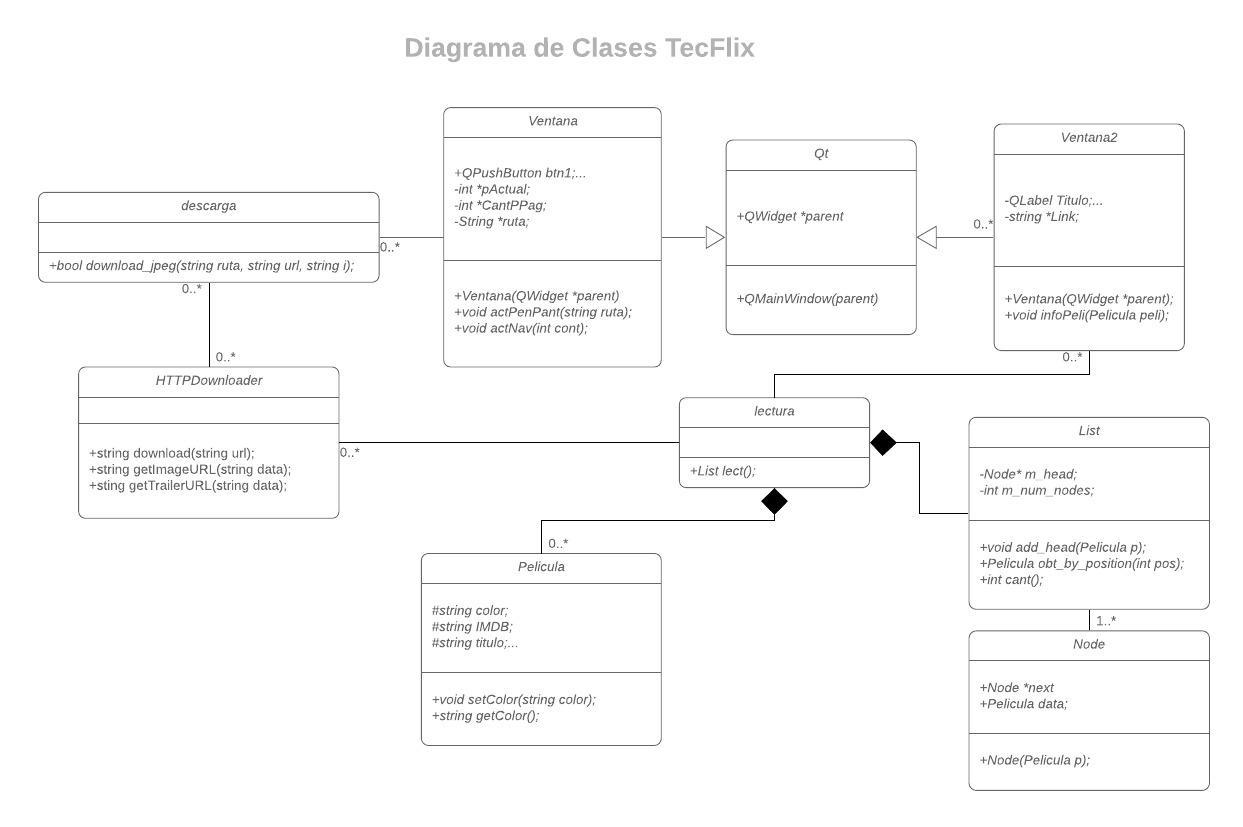 Diagrama de Clases TecFlix
Ventana
+QPushButton btn1;...
-int *pActual;
-int *CantPPag;
-String *ruta;
+Ventana(QWidget *parent)
+void actPenPant(string ruta);
+void actNav(int cont);
Qt
+QWidget *parent
+QMainWindow(parent)
Ventana2
-QLabel Titulo;...
-string *Link;
+Ventana(QWidget *parent);
+void infoPeli(Pelicula peli);
0..*
0..*
descarga
+bool download_jpeg(string ruta, string url, string i);
0..*
0..*
0..*
HTTPDownloader
+string download(string url);
+string getImageURL(string data);
+sting getTrailerURL(string data);
0..*
lectura
+List lect();
List
-Node* m_head;
-int m_num_nodes;
+void add_head(Pelicula p);
+Pelicula obt_by_position(int pos);
+int cant();
0..*
Pelicula
#string color;
#string IMDB;
#string titulo;...
+void setColor(string color);
+string getColor();
1..*
Node
+Node *next
+Pelicula data;
+Node(Pelicula p);